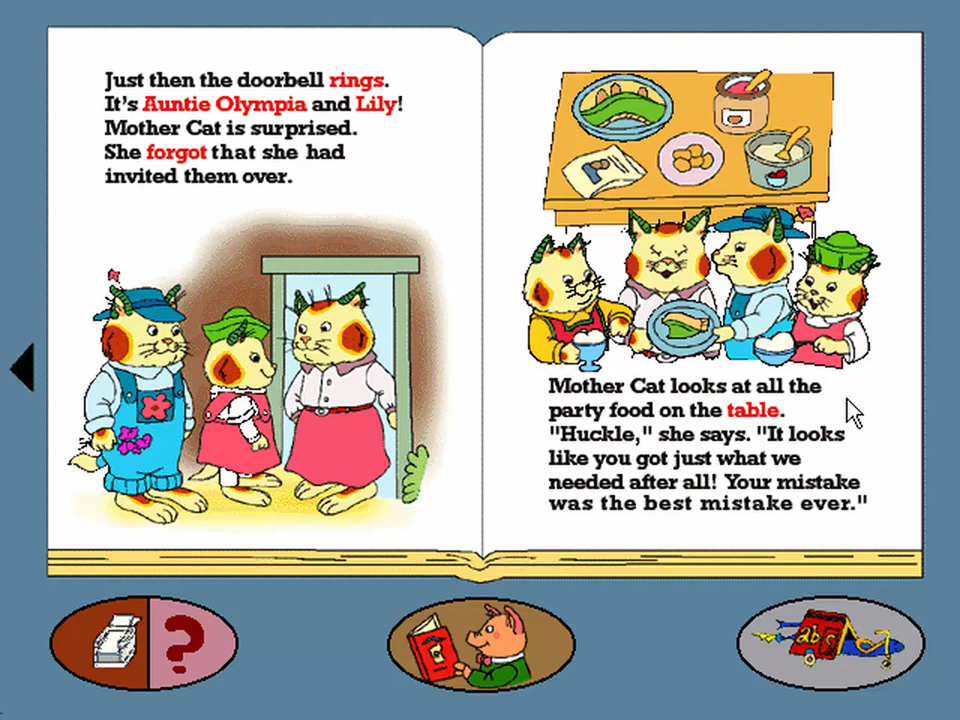 Just then the doorbell rings.
It's Auntie Olympia and Lily!
Mother Cat is surprised.
She forgot that she had
invited them over.
Mother Cat looks at all the
party food on the table.
"Huckle," she says. "It looks
like you got just what we
needed after all! Your mistake
was the best mistake ever."
?
abc